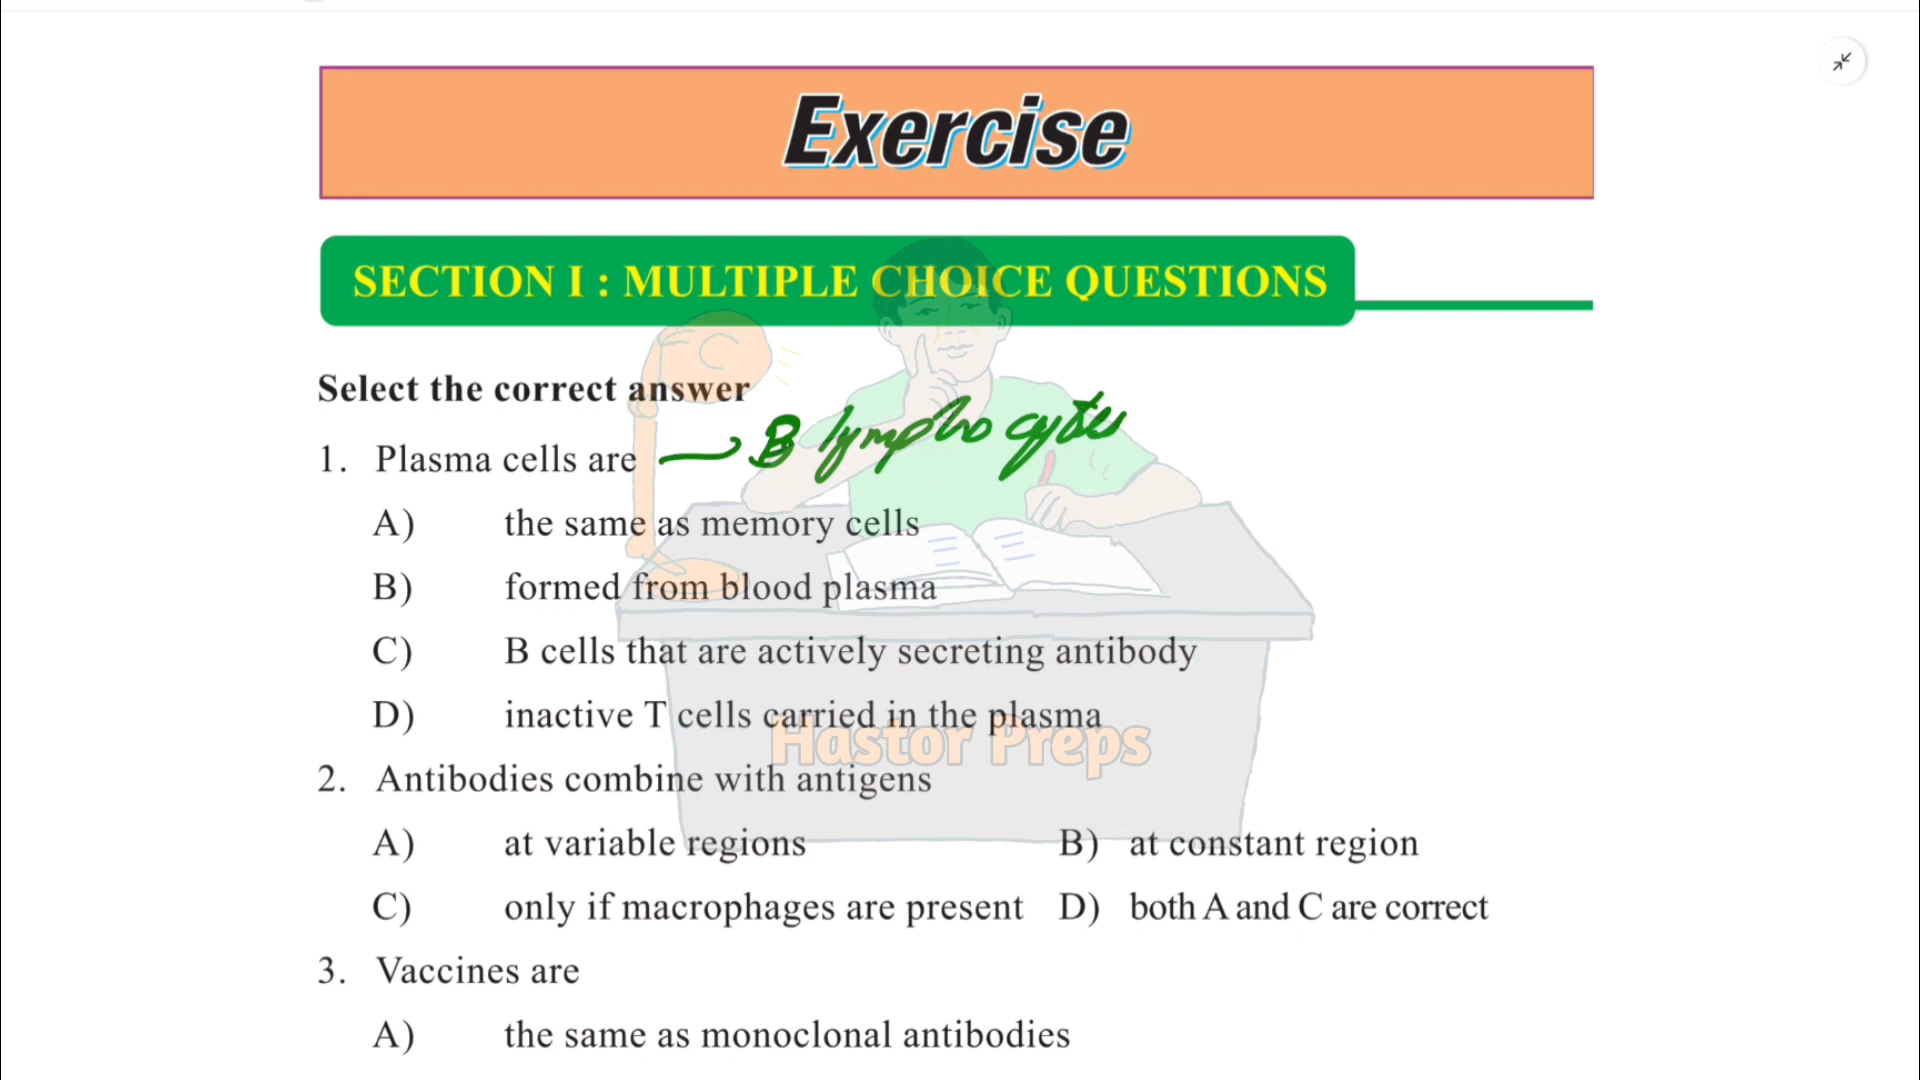 Exercise
SECTION I : MULTIPLE CHOICE QUESTIONS
Select the correct answer
1. Plasma cells are B lymphocytes
A) the same as memory cells
B) formed from blood plasma
C) B cells that are actively secreting antibody
D) inactive T cells carried in the plasma
Hastor Preps
2. Antibodies combine with antigens
A) at variable regions B) at constant region
C) only if macrophages are present D) both A and C are correct
3. Vaccines are
A) the same as monoclonal antibodies